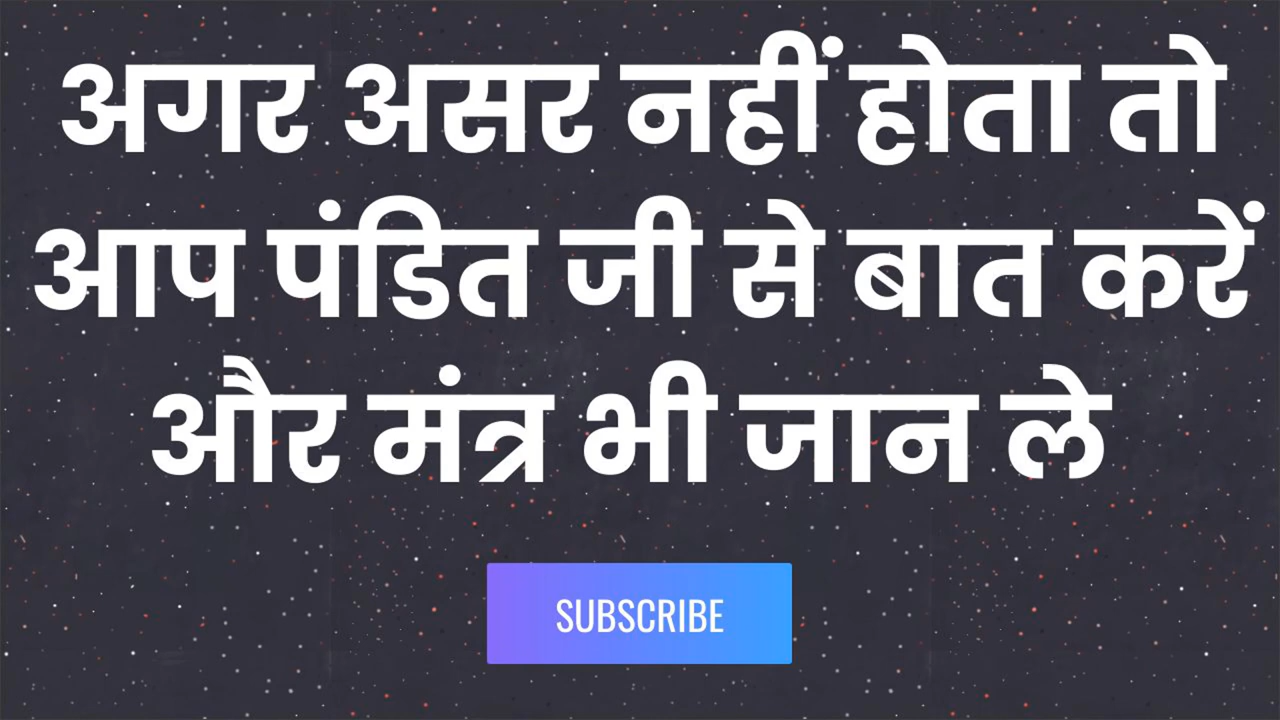 अगर असर नहीं होता तो
आप पंडित जी से बात करें
और मंत्र भी जान ले
SUBSCRIBE